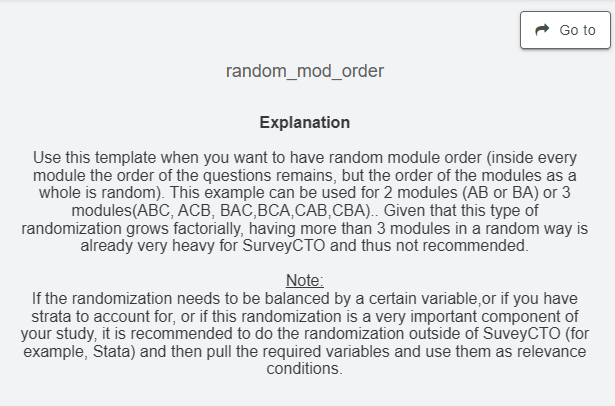 Go to
random_mod_order
Explanation
Use this template when you want to have random module order (inside every
module the order of the questions remains, but the order of the modules as a
whole is random). This example can be used for 2 modules (AB or BA) or 3
modules(ABC, ACB, BAC,BCA,CAB,CBA).. Given that this type of
randomization grows factorially, having more than 3 modules in a random way is
already very heavy for SurveyCTO and thus not recommended.
Note:
If the randomization needs to be balanced by a certain variable,or if you have
strata to account for, or if this randomization is a very important component of
your study, it is recommended to do the randomization outside of SuveyCTO (for
example, Stata) and then pull the required variables and use them as relevance
conditions.